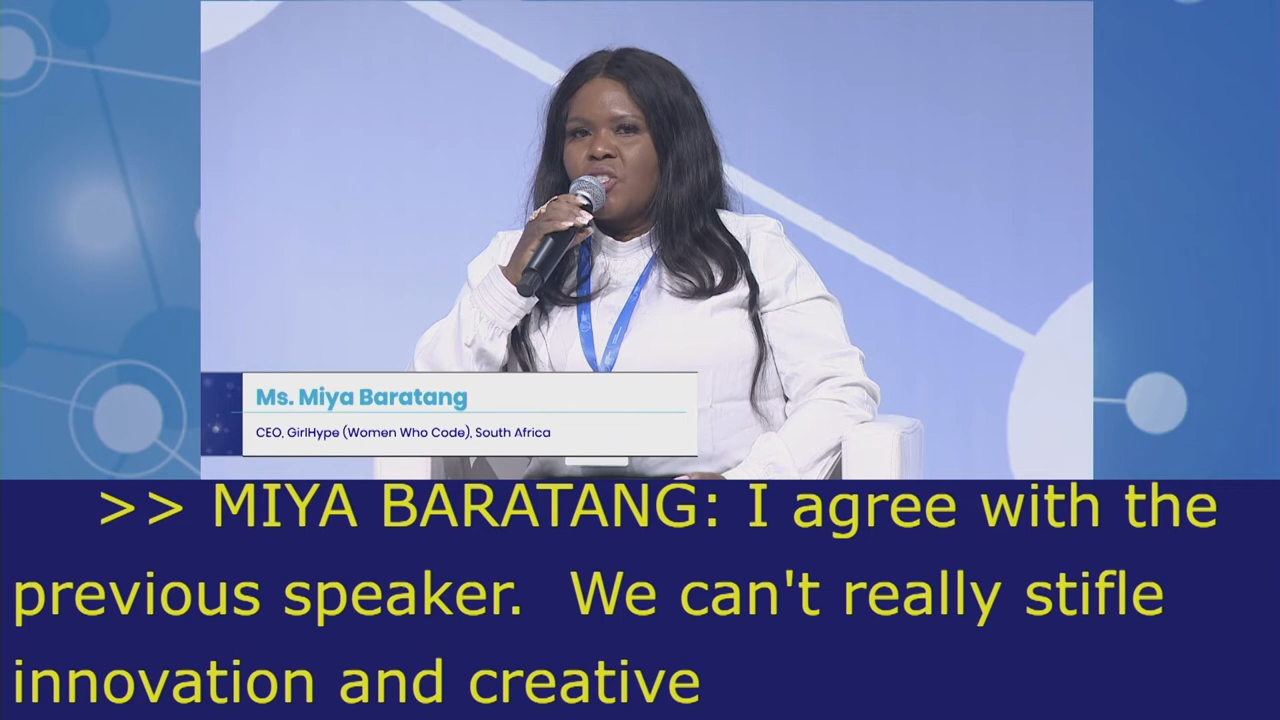 Ms. Miya Baratang
CEO, GirlHype (Women Who Code), South Africa
>> MIYA BARATANG: I agree with the
previous speaker.  We can't really stifle
innovation and creative